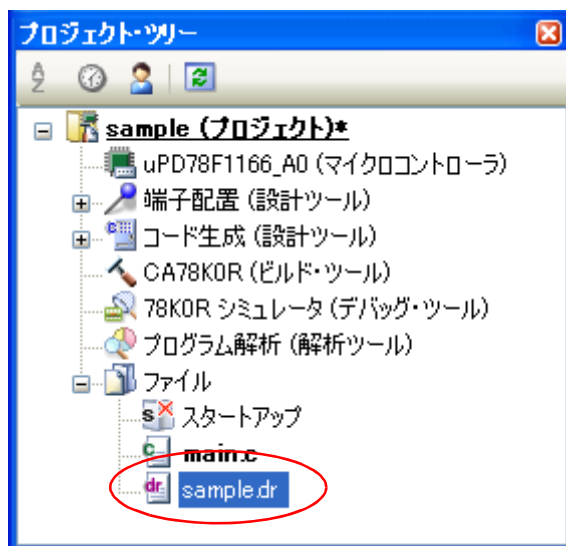 プロジェクト・ツリー
sample (プロジェクト)*
uPD78F1166_A0 (マイクロコントローラ)
端子配置 (設計ツール)
コード生成 (設計ツール)
CA78K0R (ビルド・ツール)
78K0R シミュレータ (デバッグ・ツール)
プログラム解析 (解析ツール)
ファイル
スタートアップ
main.c
sample.dr